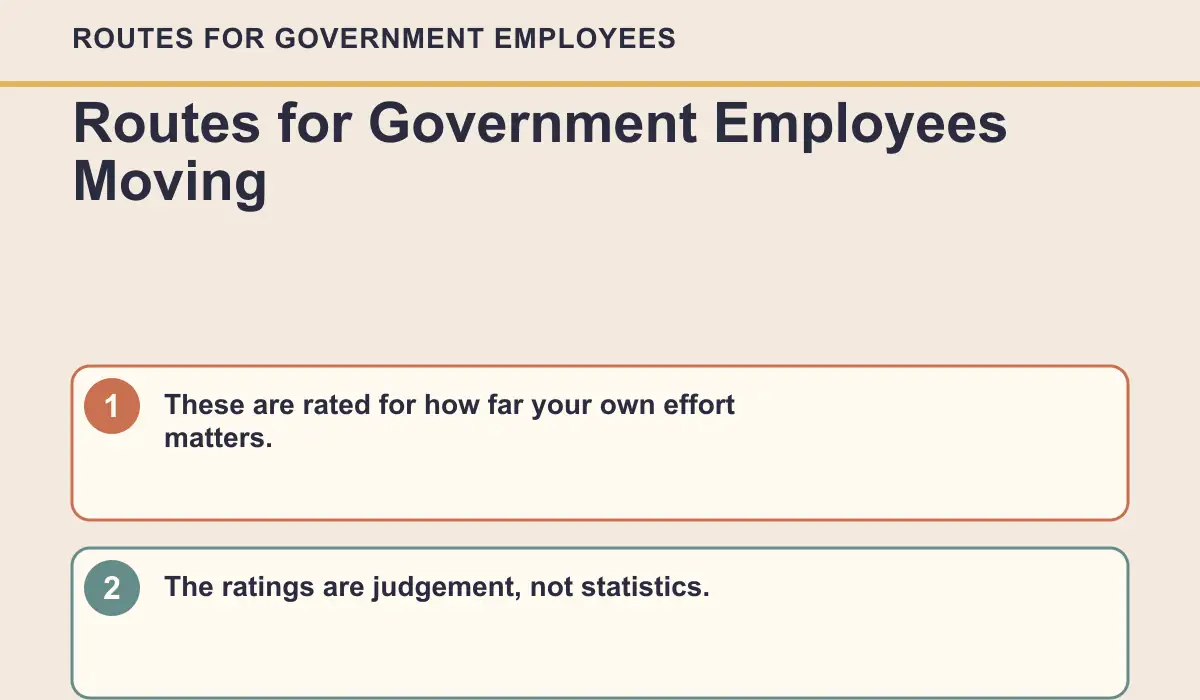 ROUTES FOR GOVERNMENT EMPLOYEES
Routes for Government Employees
Moving
1
These are rated for how far your own effort
matters.
2
The ratings are judgement, not statistics.